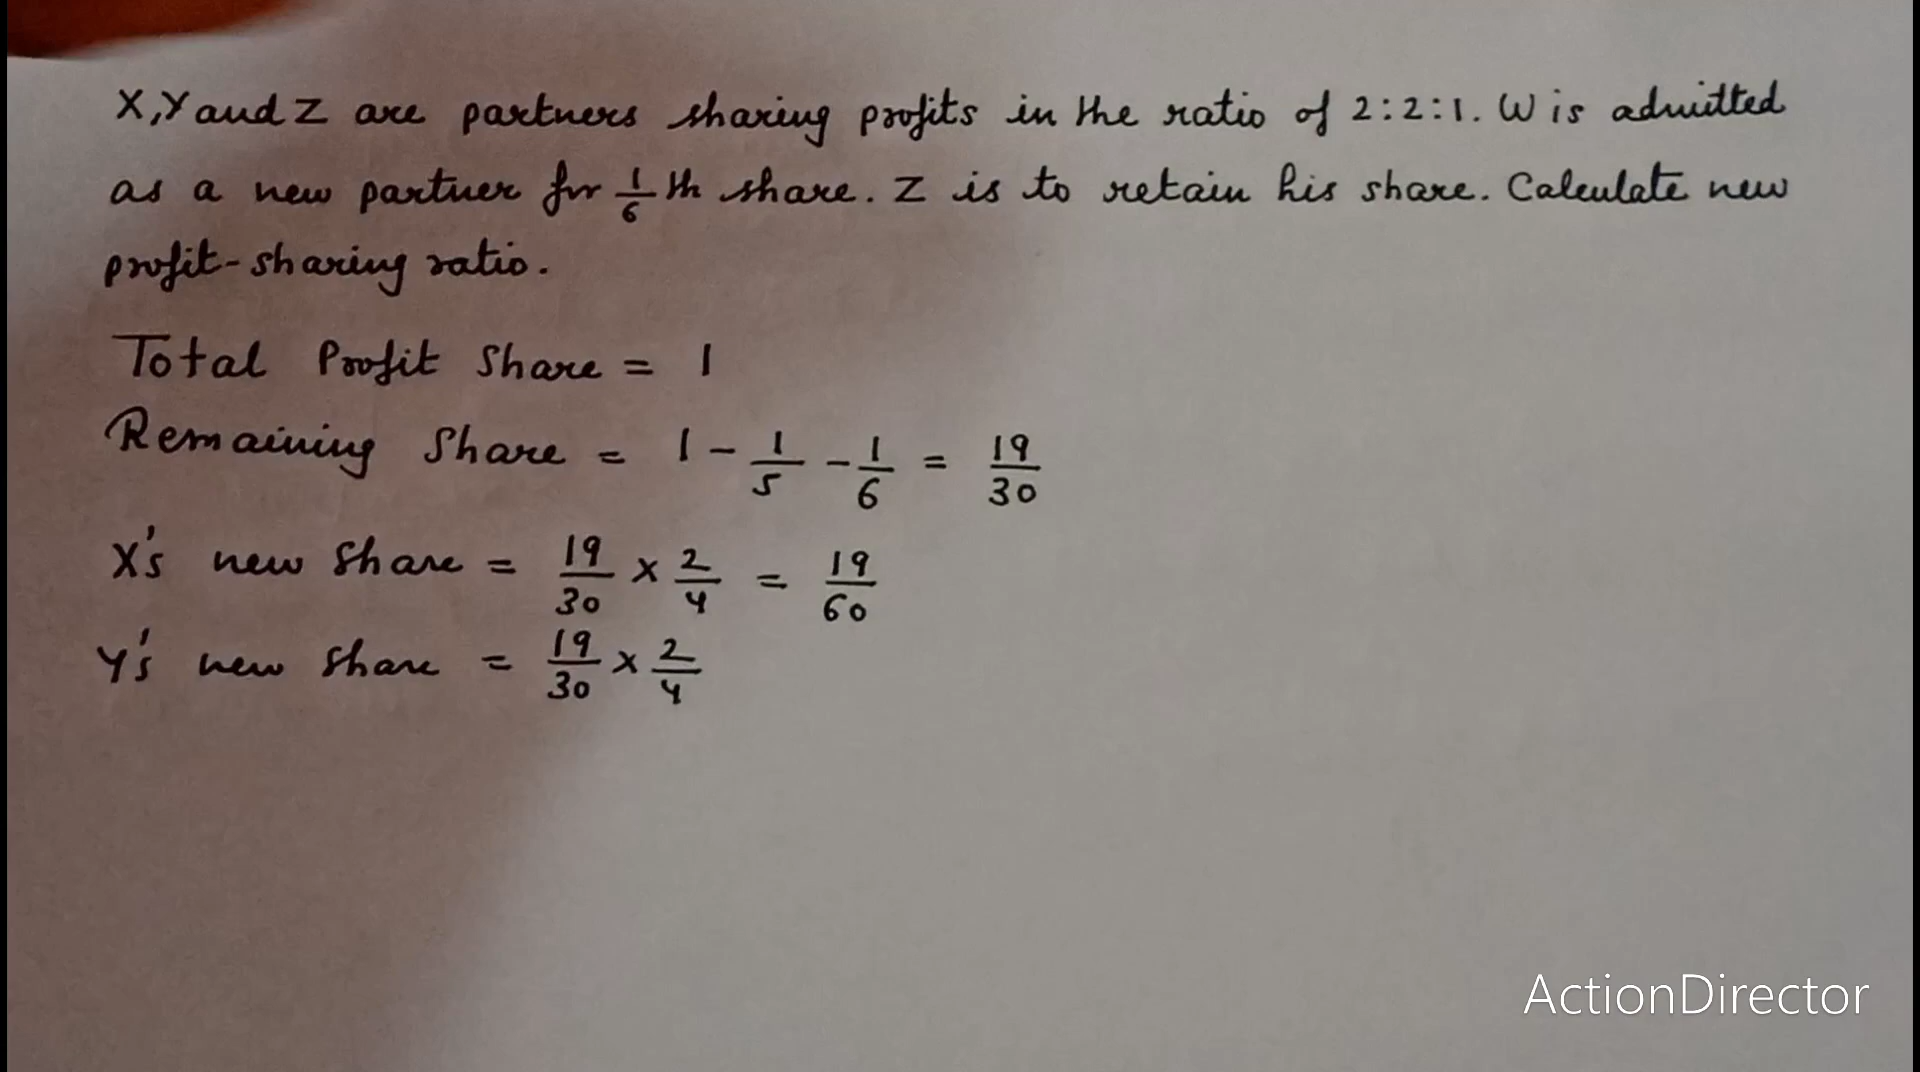 X, Y and Z are partners sharing profits in the ratio of 2:2:1. W is admitted
as a new partner for 1/6 th share. Z is to retain his share. Calculate new
profit-sharing ratio.
Total Profit Share = 1
Remaining Share = 1 - 1/5 - 1/6 = 19/30
X's new share = 19/30 × 2/4 = 19/60
Y's new share = 19/30 × 2/4
ActionDirector